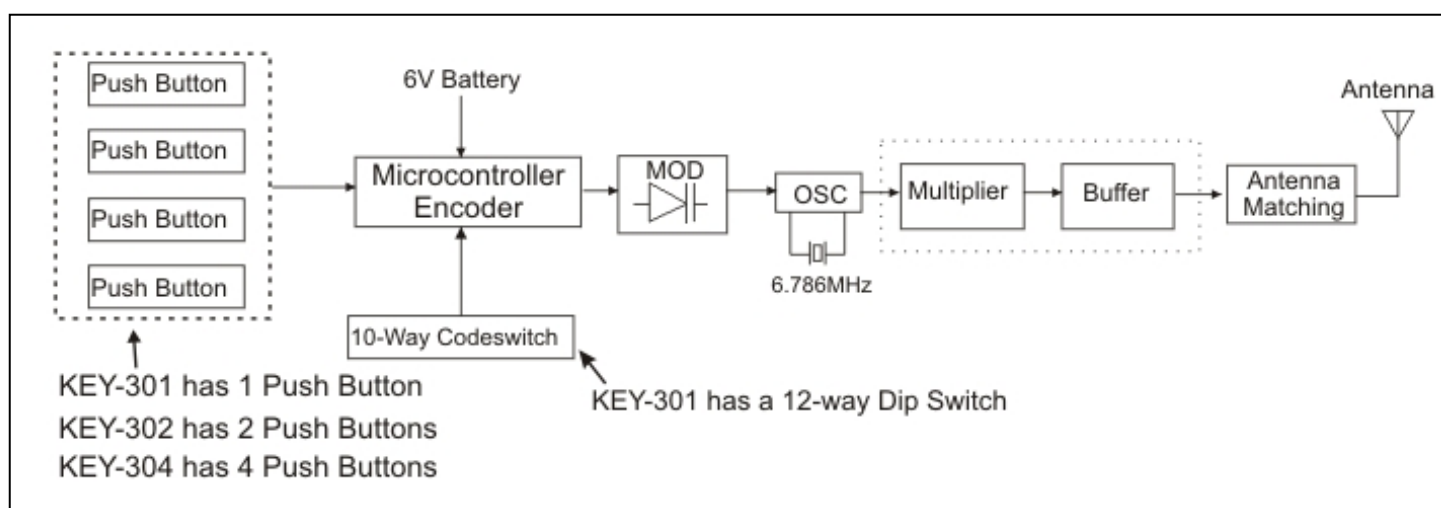 Push Button
Push Button
Push Button
Push Button
6V Battery
Microcontroller
Encoder
MOD
OSC
6.786MHz
Multiplier
Buffer
Antenna
Matching
Antenna
10-Way Codeswitch
KEY-301 has a 12-way Dip Switch
KEY-301 has 1 Push Button
KEY-302 has 2 Push Buttons
KEY-304 has 4 Push Buttons